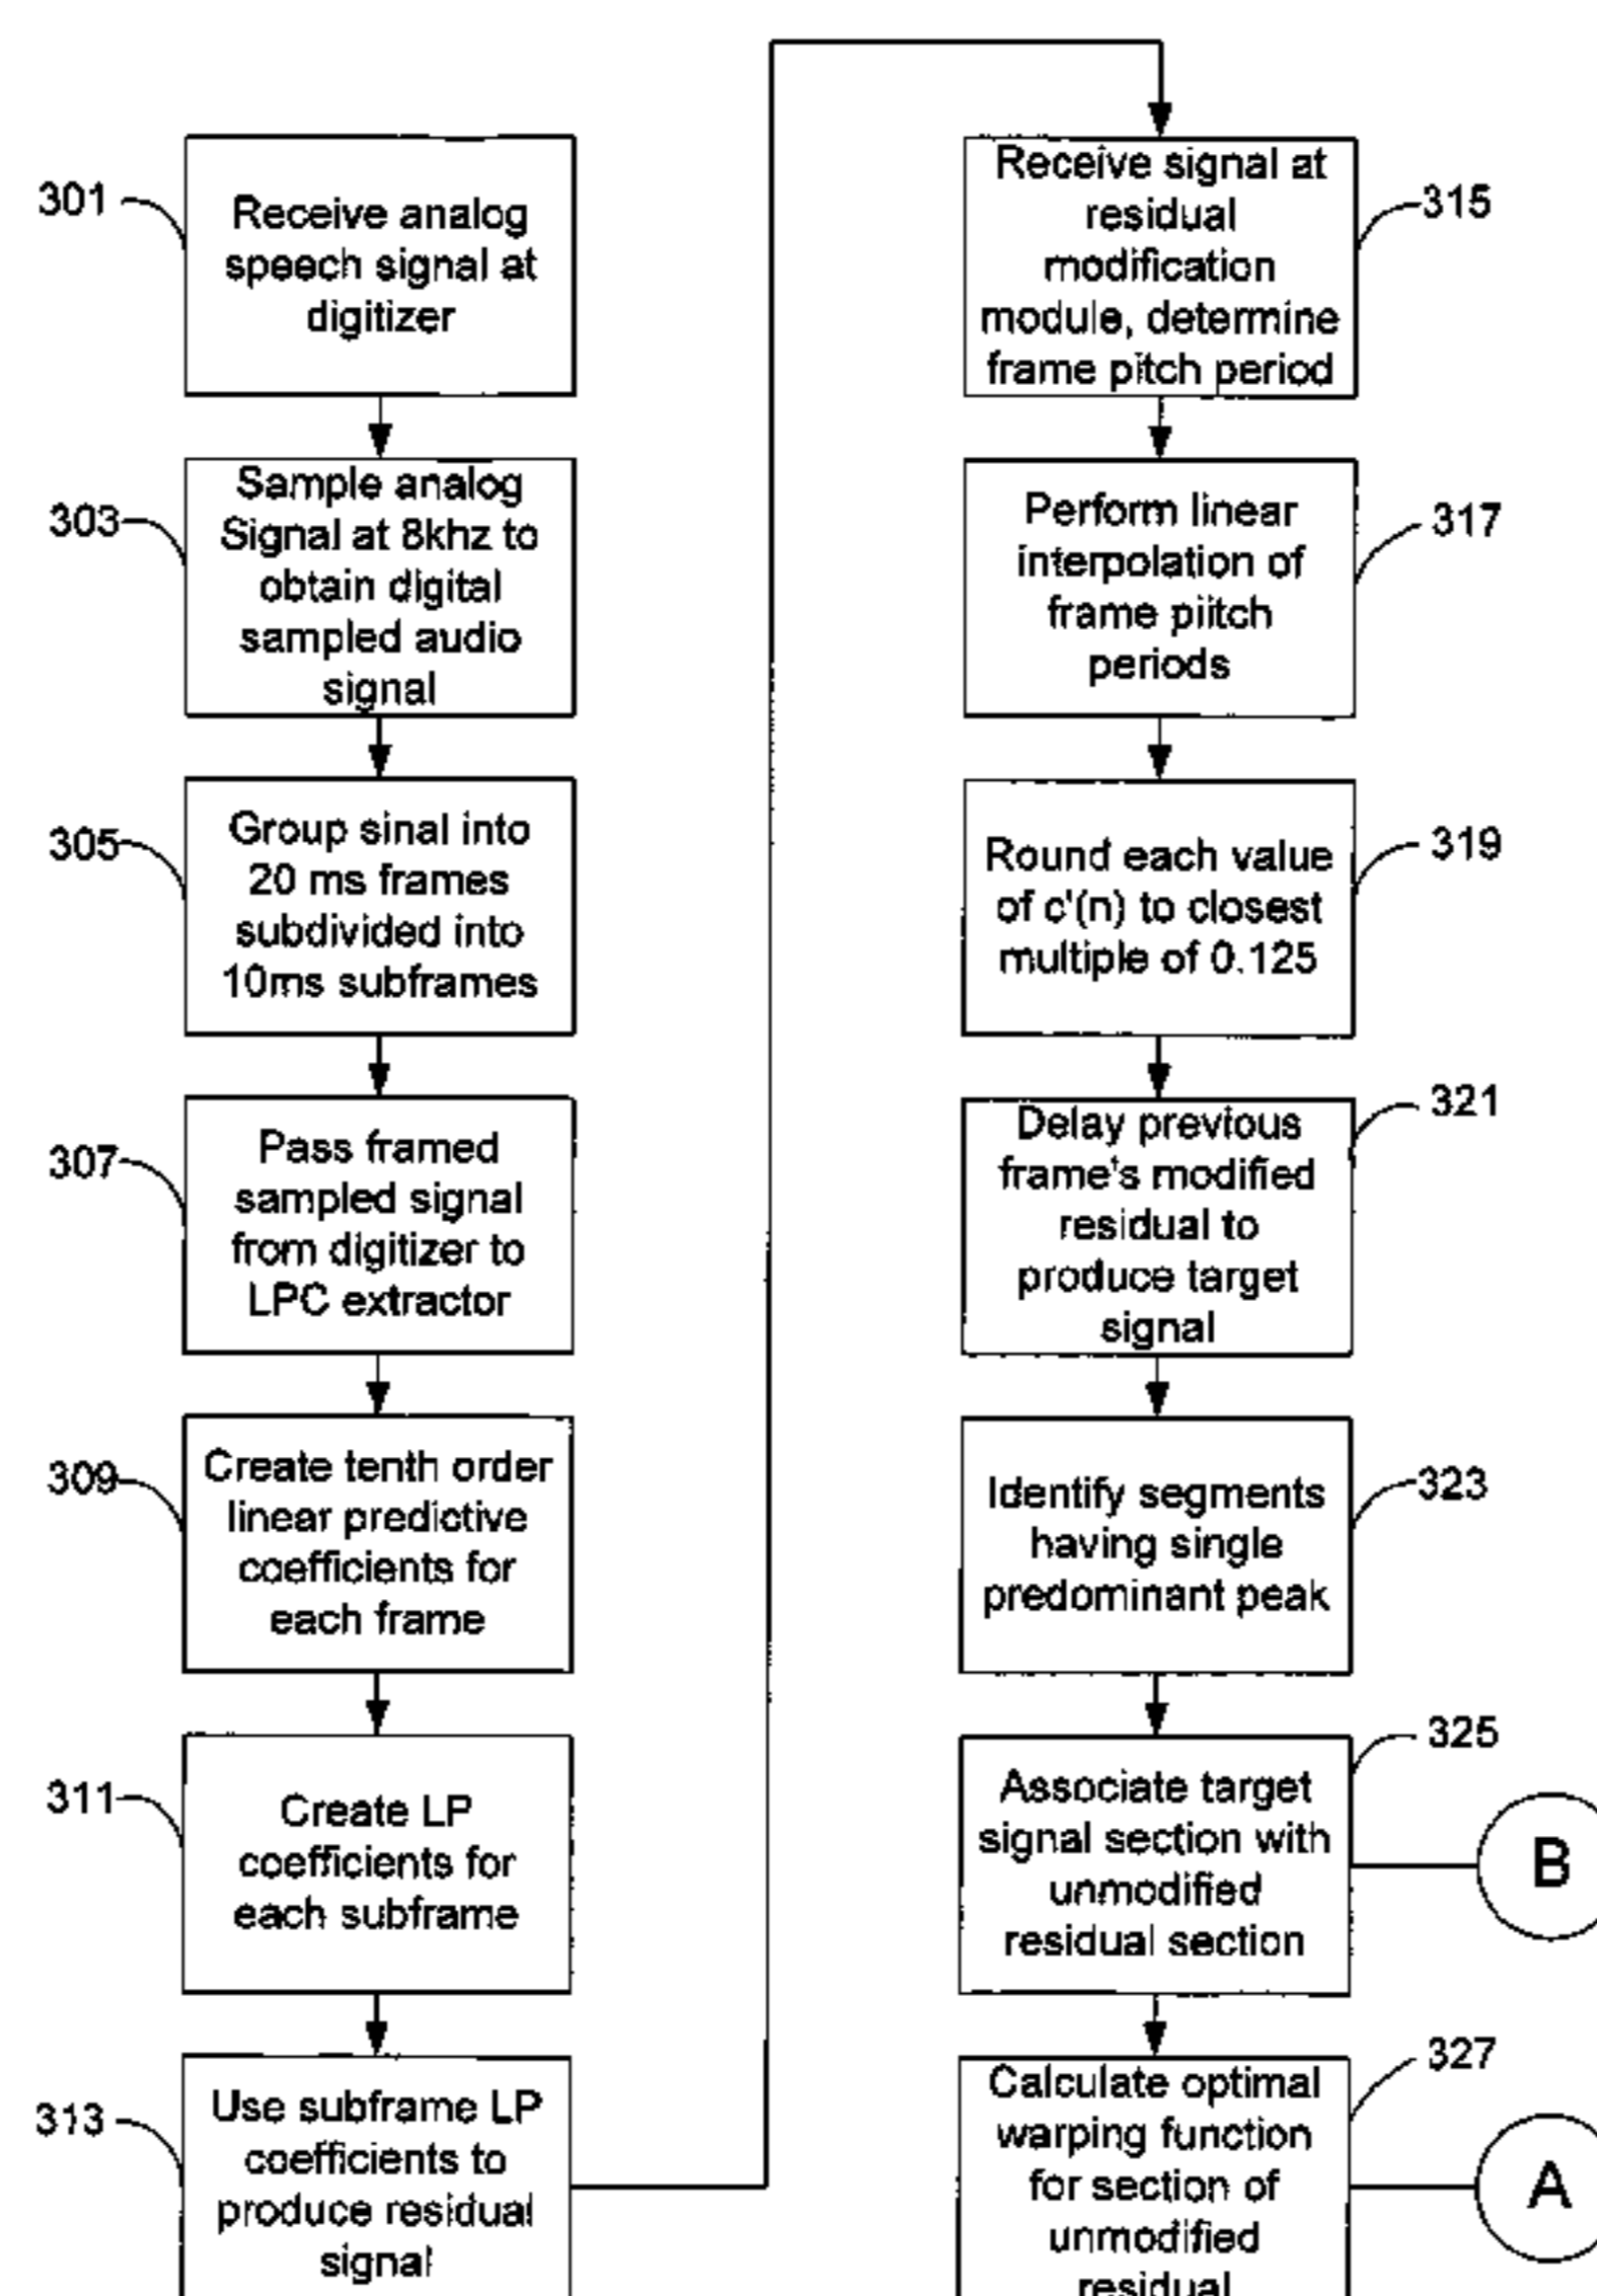 301
Receive analog
speech signal at
digitizer
303
Sample analog
Signal at 8khz to
obtain digital
sampled audio
signal
305
Group sinal into
20 ms frames
subdivided into
10ms subframes
307
Pass framed
sampled signal
from digitizer to
LPC extractor
309
Create tenth order
linear predictive
coefficients for
each frame
311
Create LP
coefficients for
each subframe
313
Use subframe LP
coefficients to
produce residual
signal
Receive signal at
residual
modification
module, determine
frame pitch period
315
Perform linear
interpolation of
frame piitch
periods
317
Round each value
of c'(n) to closest
multiple of 0.125
319
Delay previous
frame's modified
residual to
produce target
signal
321
Identify segments
having single
predominant peak
323
Associate target
signal section with
unmodified
residual section
325
B
Calculate optimal
warping function
for section of
unmodified
residual
327
A